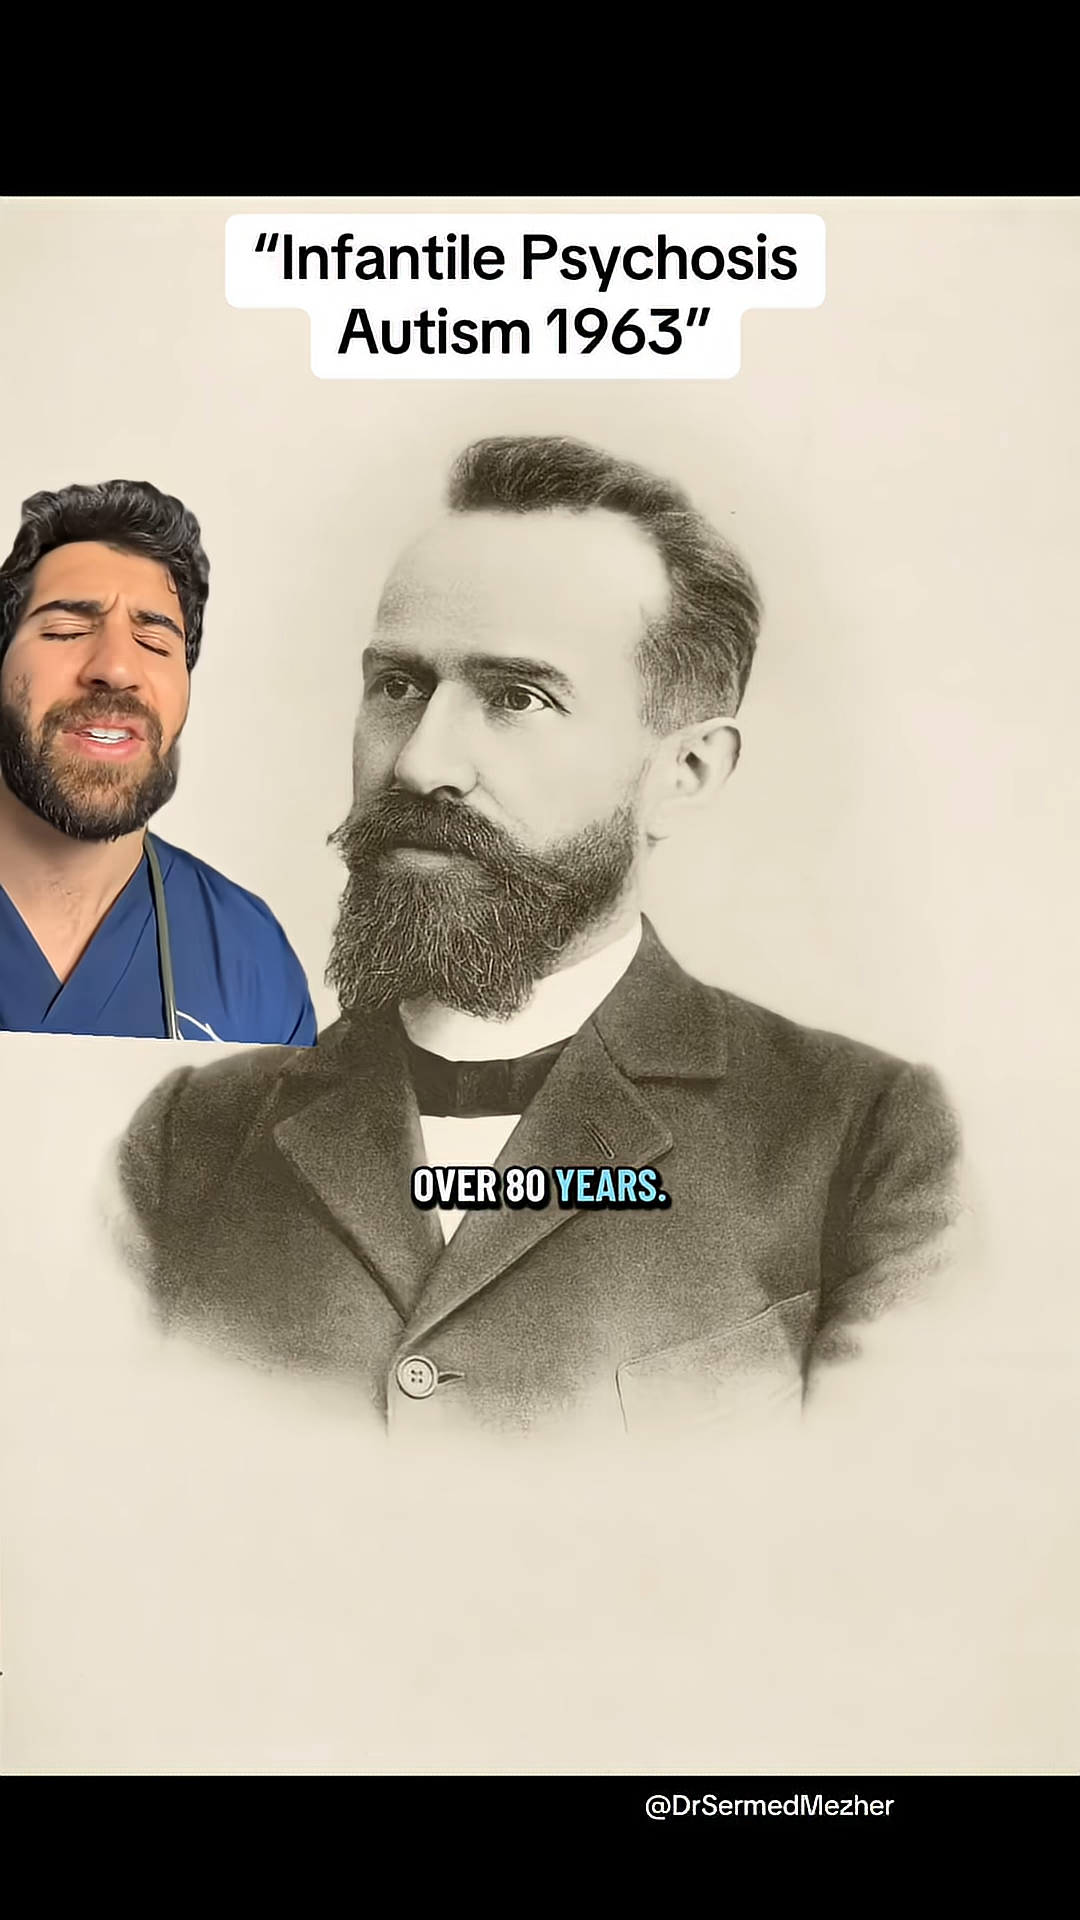 “Infantile Psychosis
Autism 1963”
OVER 80 YEARS.
@DrSermedMezher